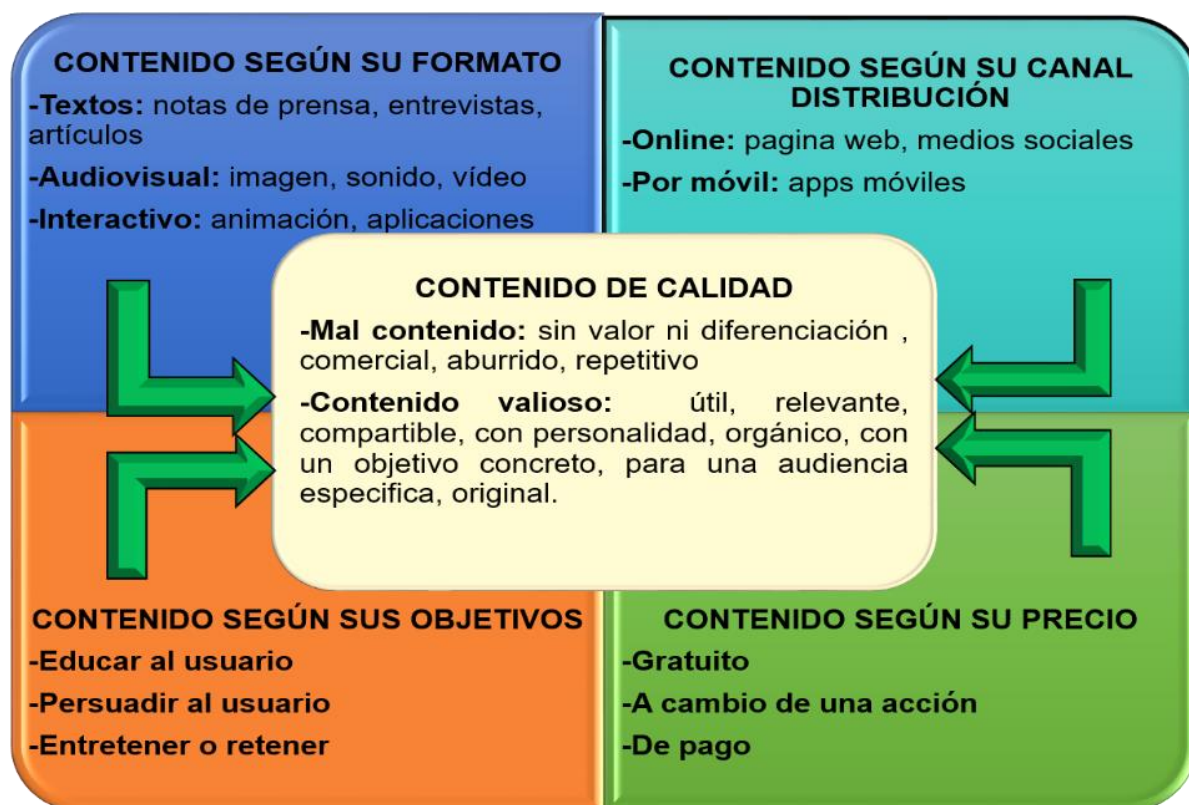 CONTENIDO SEGÚN SU FORMATO
-Textos: notas de prensa, entrevistas,
artículos
-Audiovisual: imagen, sonido, vídeo
-Interactivo: animación, aplicaciones
CONTENIDO SEGÚN SU CANAL
DISTRIBUCIÓN
-Online: pagina web, medios sociales
-Por móvil: apps móviles
CONTENIDO DE CALIDAD
-Mal contenido: sin valor ni diferenciación ,
comercial, aburrido, repetitivo
-Contenido valioso: útil, relevante,
compartible, con personalidad, orgánico, con
un objetivo concreto, para una audiencia
especifica, original.
CONTENIDO SEGÚN SUS OBJETIVOS
-Educar al usuario
-Persuadir al usuario
-Entretener o retener
CONTENIDO SEGÚN SU PRECIO
-Gratuito
-A cambio de una acción
-De pago